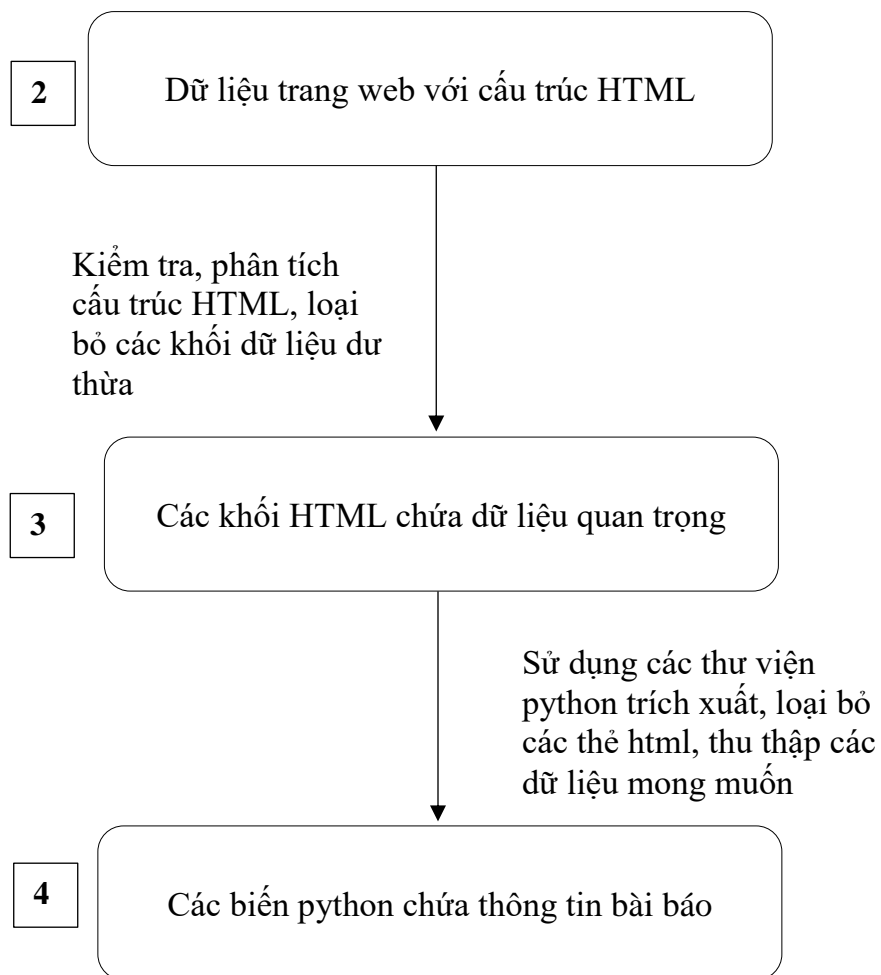 2
Dữ liệu trang web với cấu trúc HTML
Kiểm tra, phân tích
cấu trúc HTML, loại
bỏ các khối dữ liệu dư
thừa
3
Các khối HTML chứa dữ liệu quan trọng
Sử dụng các thư viện
python trích xuất, loại bỏ
các thẻ html, thu thập các
dữ liệu mong muốn
4
Các biến python chứa thông tin bài báo